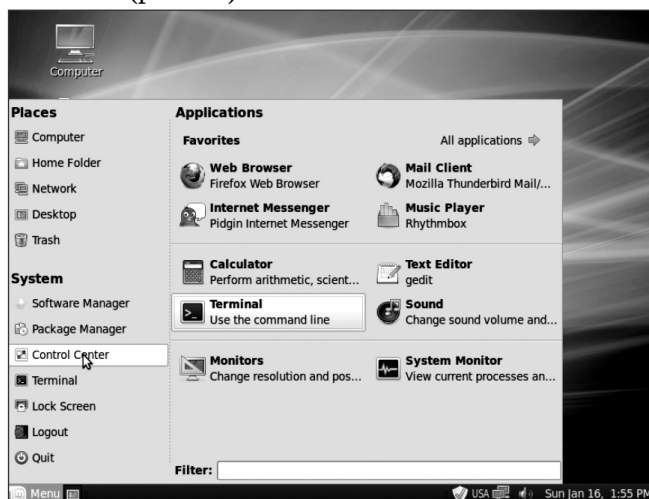 Computer
Places
Computer
Home Folder
Network
Desktop
Trash
System
Software Manager
Package Manager
Control Center
Terminal
Lock Screen
Logout
Quit
Applications
Favorites
All applications
Web Browser
Firefox Web Browser
Mail Client
Mozilla Thunderbird Mail/...
Internet Messenger
Pidgin Internet Messenger
Music Player
Rhythmbox
Calculator
Perform arithmetic, scient...
Text Editor
gedit
Terminal
Use the command line
Sound
Change sound volume and...
Monitors
Change resolution and pos...
System Monitor
View current processes an...
Filter:
Menu
USA
Sun Jan 16, 1:55 PM